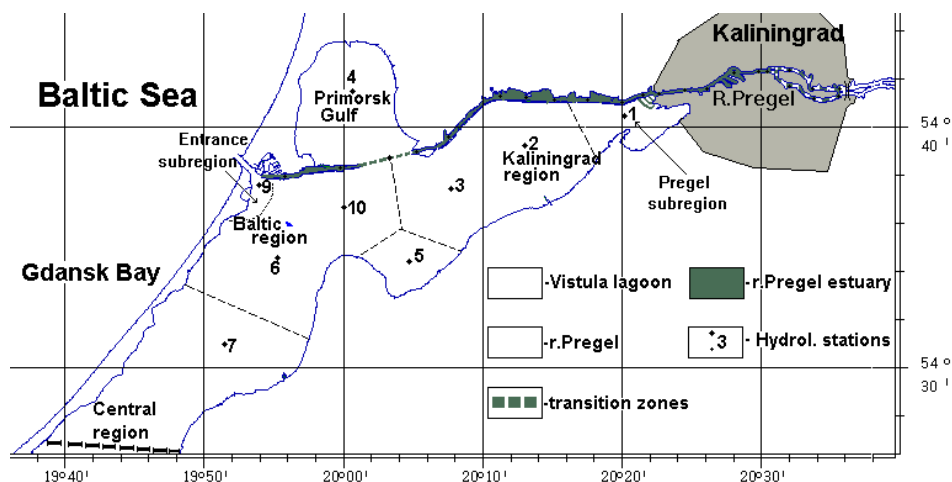 Kaliningrad
4
Baltic Sea
Primorsk
Gulf
R.Pregel
1
54°
40'
Entrance
subregion
2
Kaliningrad
region
9
3
Pregel
subregion
10
Baltic
region
5
6
Gdansk Bay
-Vistula lagoon
-r.Pregel estuary
7
-r.Pregel
3
- Hydrol. stations
54°
30'
-transition zones
Central
region
19°40'
19°50'
20°00'
20°10'
20°20'
20°30'